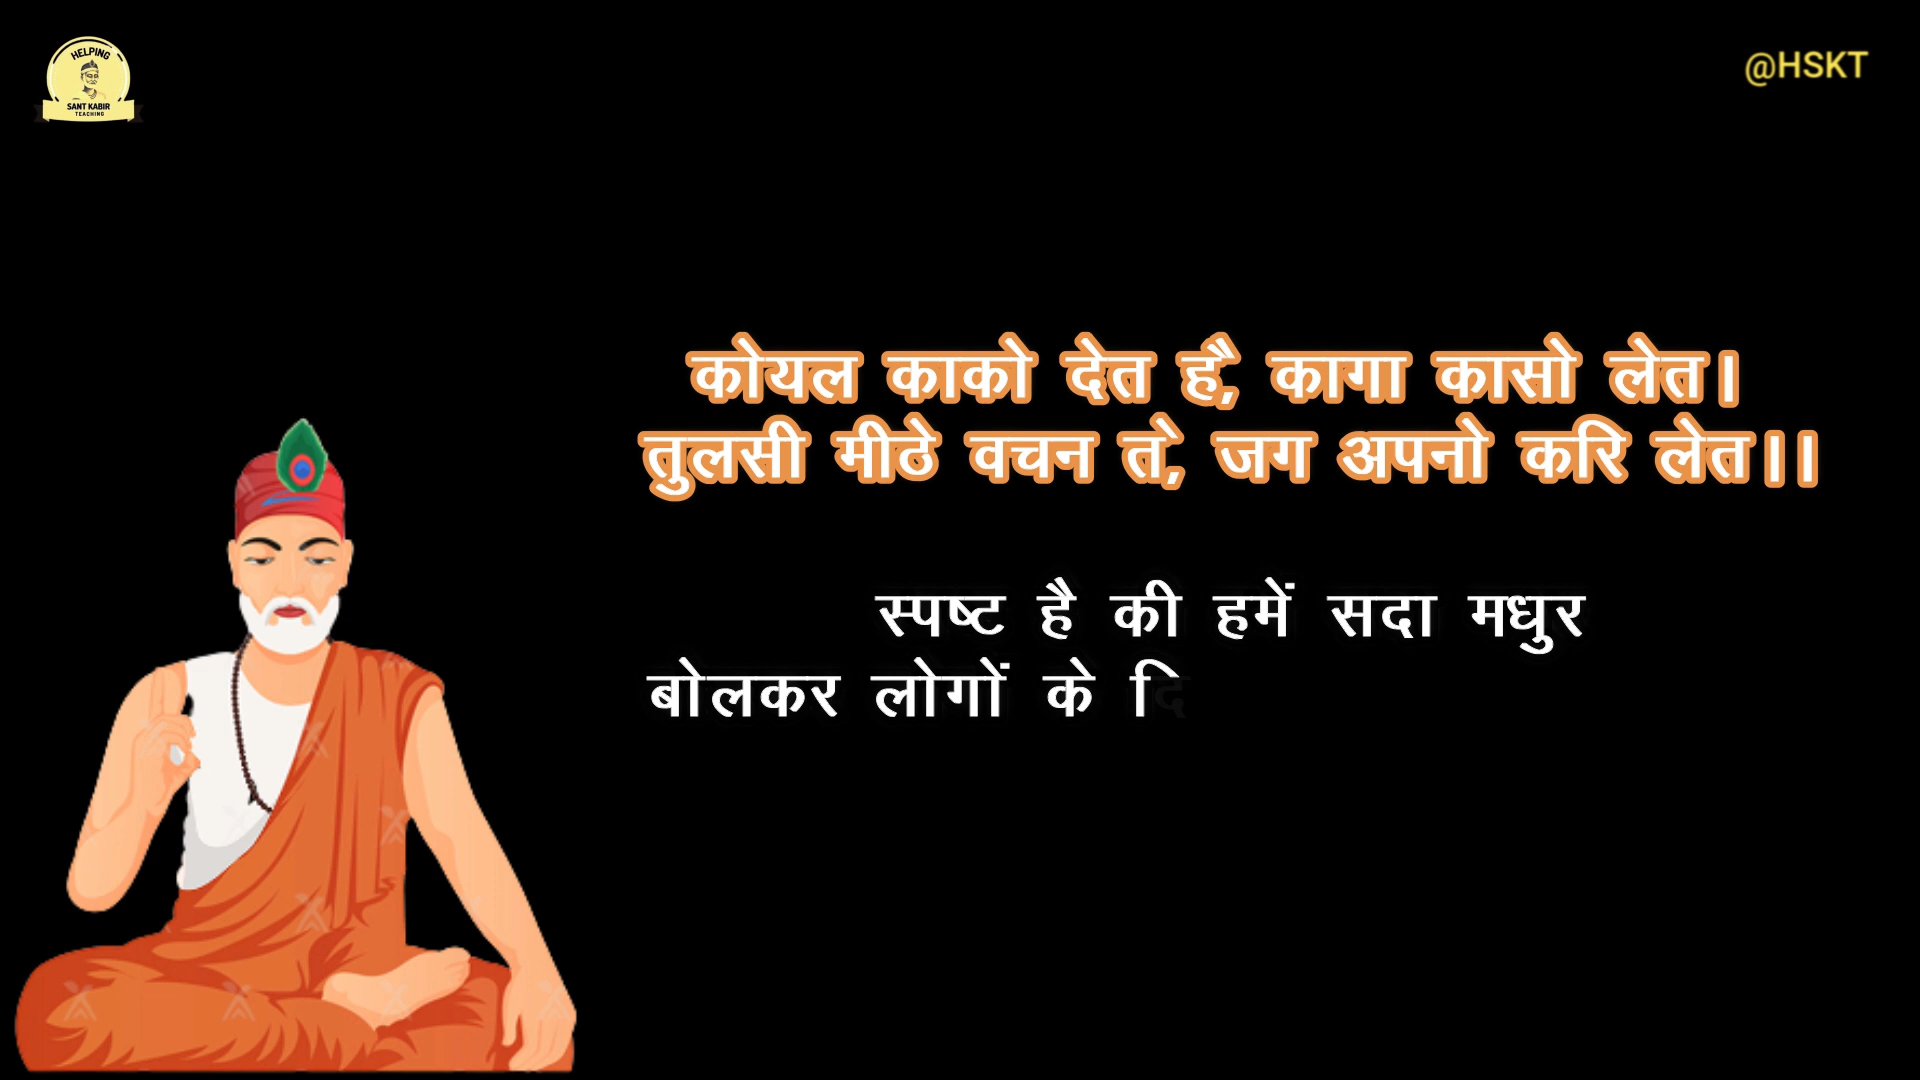 HELPING
SANT KABIR
TEACHING
@HSKT
कोयल काको देत है, कागा कासो लेत।
तुलसी मीठे वचन ते, जग अपनो करि लेत।।
स्पष्ट है की हमें सदा मधुर
बोलकर लोगों के दि